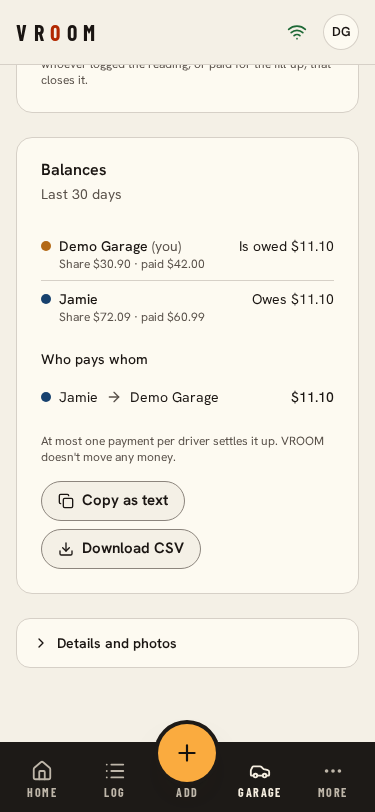 VROOM
DG
whoever logged the reading, or paid for the fill up, that
closes it.
Balances
Last 30 days
Demo Garage (you) Is owed $11.10
Share $30.90 · paid $42.00
Jamie Owes $11.10
Share $72.09 · paid $60.99
Who pays whom
Jamie → Demo Garage $11.10
At most one payment per driver settles it up. VROOM
doesn't move any money.
Copy as text
Download CSV
Details and photos
HOME LOG ADD GARAGE MORE